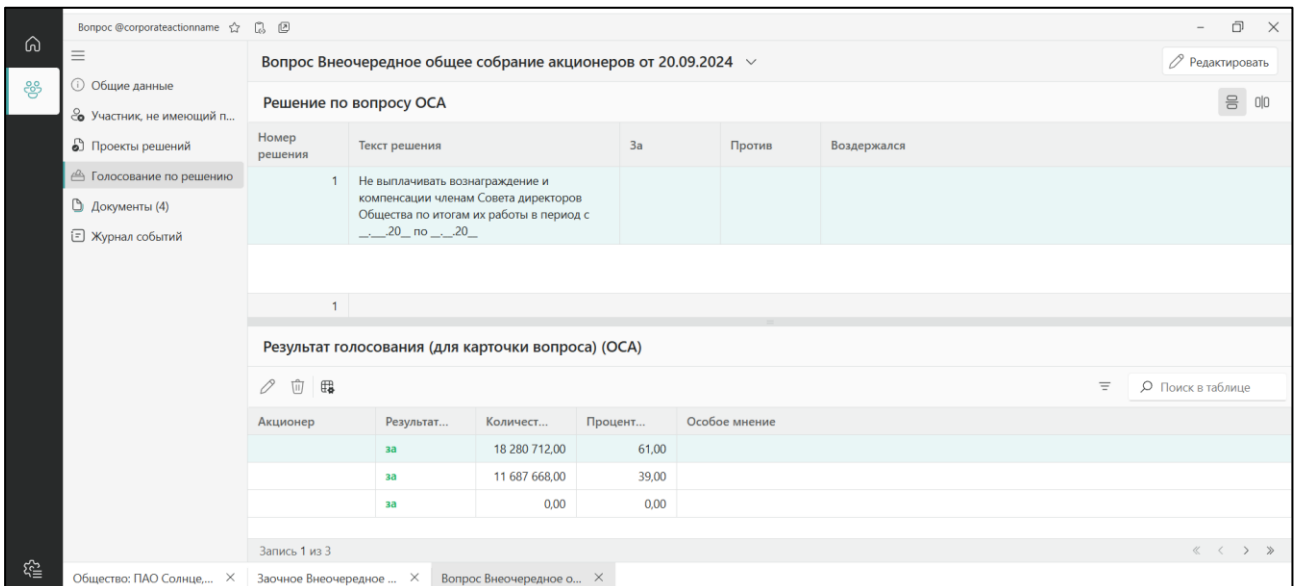 Вопрос @corporateactionname
Вопрос Внеочередное общее собрание акционеров от 20.09.2024
Редактировать
Общие данные
Участник, не имеющий п...
Проекты решений
Голосование по решению
Документы (4)
Журнал событий
Решение по вопросу ОСА
Номер решения Текст решения За Против Воздержался
1 Не выплачивать вознаграждение и
компенсации членам Совета директоров
Общества по итогам их работы в период с
__.__.20__ по __.__.20__
1
Результат голосования (для карточки вопроса) (ОСА)
Поиск в таблице
Акционер Результат... Количест... Процент... Особое мнение
за 18 280 712,00 61,00
за 11 687 668,00 39,00
за 0,00 0,00
Запись 1 из 3
Общество: ПАО Солнце,... Заочное Внеочередное ... Вопрос Внеочередное о...